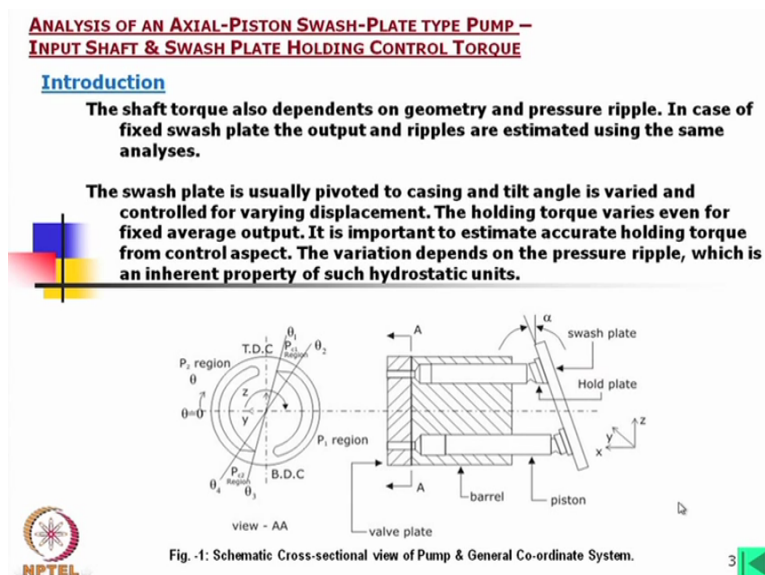 ANALYSIS OF AN AXIAL-PISTON SWASH-PLATE TYPE PUMP –
INPUT SHAFT & SWASH PLATE HOLDING CONTROL TORQUE
Introduction
The shaft torque also dependents on geometry and pressure ripple. In case of
fixed swash plate the output and ripples are estimated using the same
analyses.
The swash plate is usually pivoted to casing and tilt angle is varied and
controlled for varying displacement. The holding torque varies even for
fixed average output. It is important to estimate accurate holding torque
from control aspect. The variation depends on the pressure ripple, which is
an inherent property of such hydrostatic units.
θ₁
T.D.C
Pc1
Region
θ₂
P₂ region
θ
θ=0
z
y
P₁ region
Pc2
Region
B.D.C
θ₄
θ₃
view - AA
A
α
swash plate
Hold plate
z
y
x
A
barrel
piston
valve plate
Fig. -1: Schematic Cross-sectional view of Pump & General Co-ordinate System.
NPTEL
3